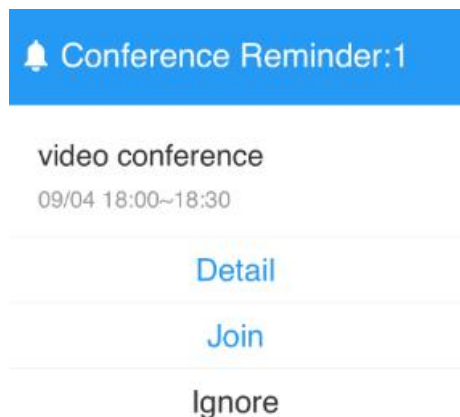 Conference Reminder:1
video conference
09/04 18:00~18:30
Detail
Join
Ignore